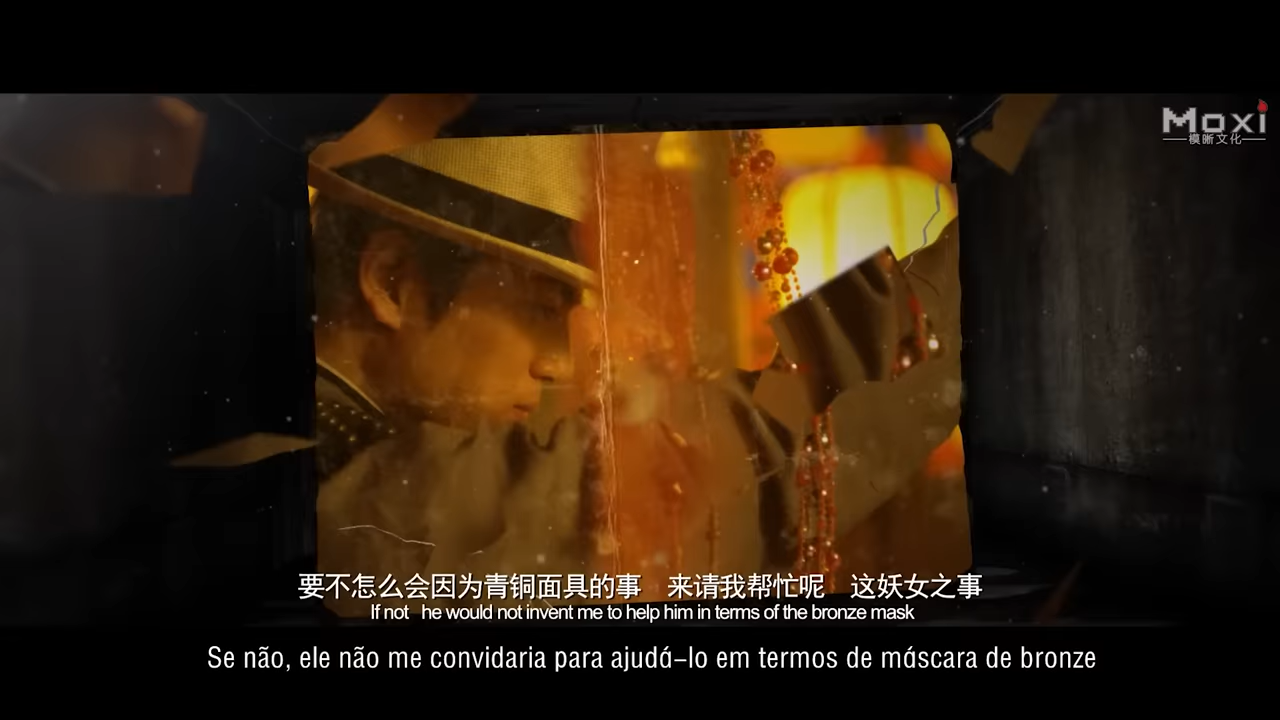 Moxi
模晰文化
要不怎么会因为青铜面具的事 来请我帮忙呢 这妖女之事
If not he would not invent me to help him in terms of the bronze mask
Se não, ele não me convidaria para ajudá-lo em termos de máscara de bronze